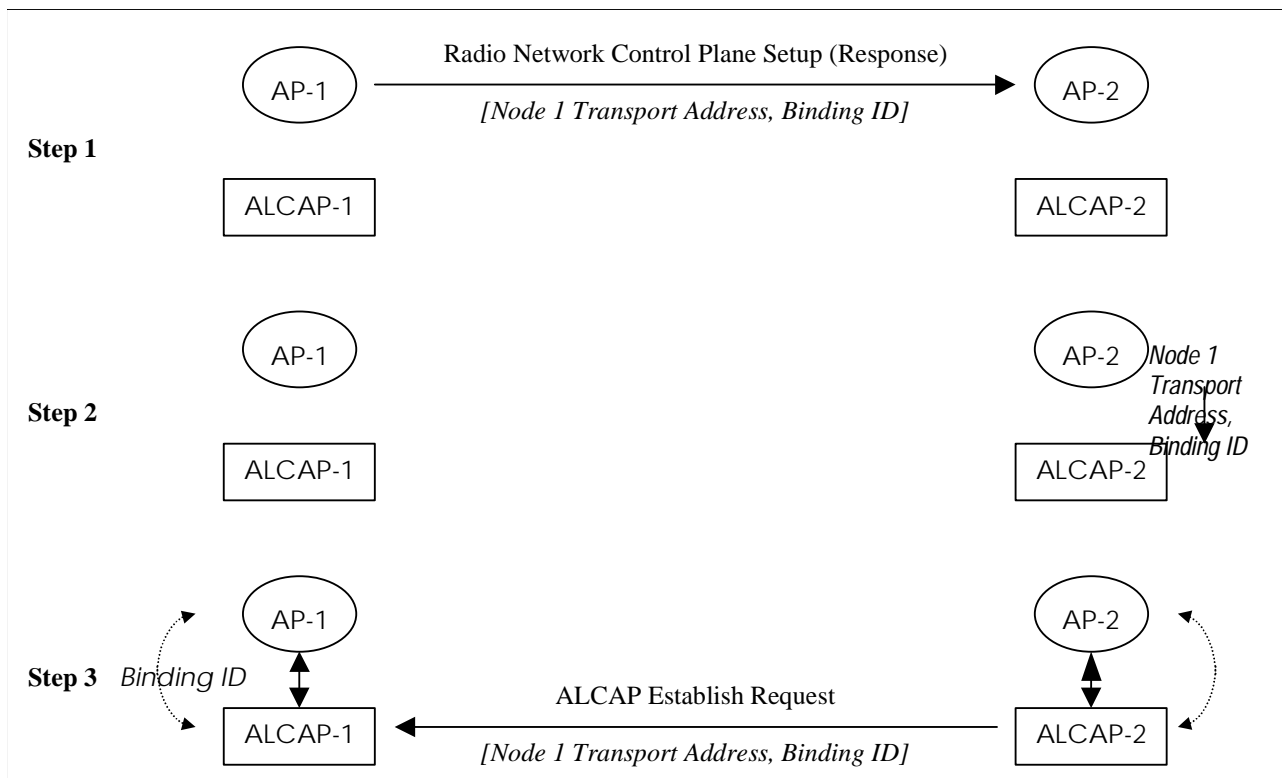 Radio Network Control Plane Setup (Response)
AP-1
AP-2
[Node 1 Transport Address, Binding ID]
Step 1
ALCAP-1
ALCAP-2
AP-1
AP-2
Node 1
Transport
Address,
Binding ID
Step 2
ALCAP-1
ALCAP-2
AP-1
AP-2
Step 3
Binding ID
ALCAP Establish Request
ALCAP-1
ALCAP-2
[Node 1 Transport Address, Binding ID]